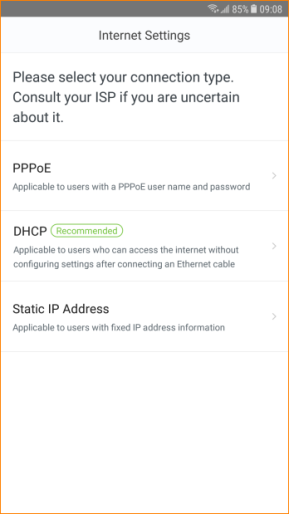 85% 09:08
Internet Settings
Please select your connection type.
Consult your ISP if you are uncertain
about it.
PPPoE
Applicable to users with a PPPoE user name and password
DHCP Recommended
Applicable to users who can access the internet without
configuring settings after connecting an Ethernet cable
Static IP Address
Applicable to users with fixed IP address information